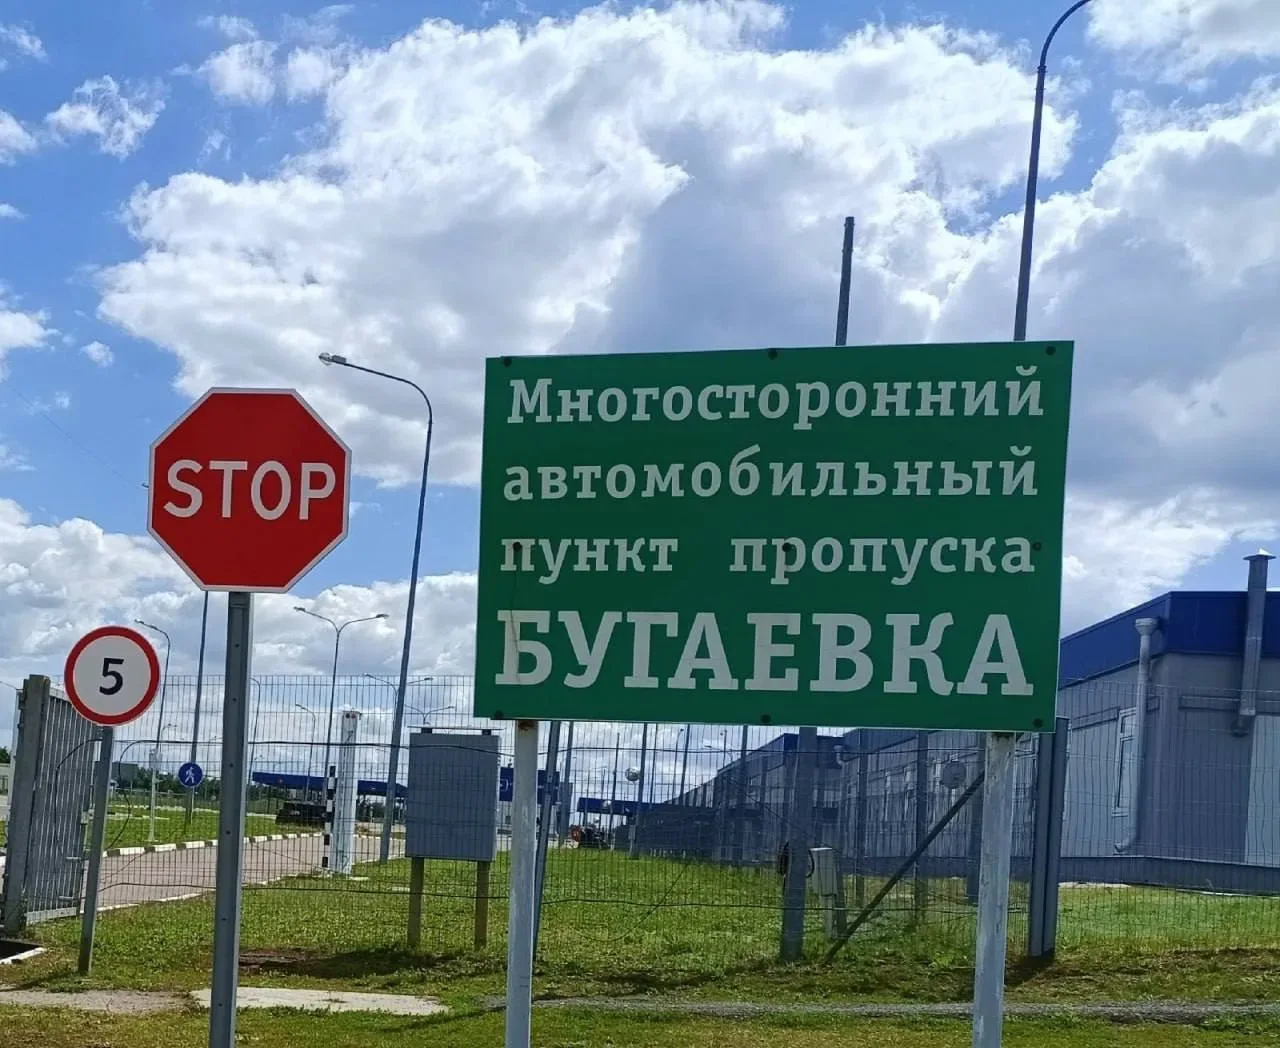 Многосторонний
автомобильный
пункт пропуска
БУГАЕВКА
STOP
5